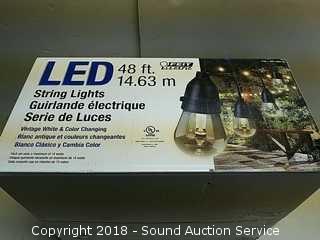 LED 48 ft.
14.63 m
FEIT
ELECTRIC
String Lights
Guirlande électrique
Serie de Luces
Vintage White & Color Changing
Blanc antique et couleurs changeantes
Blanco Clásico y Cambia Color
UL
Copyright 2018 - Sound Auction Service